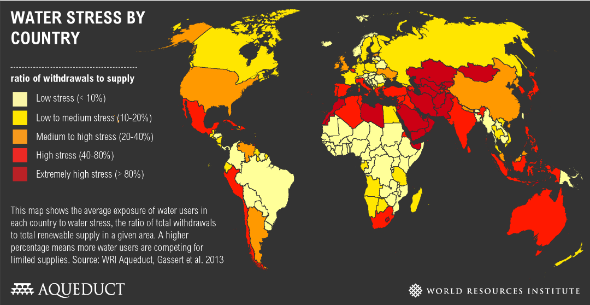 WATER STRESS BY
COUNTRY
ratio of withdrawals to supply
Low stress (< 10%)
Low to medium stress (10-20%)
Medium to high stress (20-40%)
High stress (40-80%)
Extremely high stress (> 80%)
This map shows the average exposure of water users in
each country to water stress, the ratio of total withdrawals
to total renewable supply in a given area. A higher
percentage means more water users are competing for
limited supplies. Source: WRI Aqueduct, Gassert et al. 2013
AQUEDUCT
WORLD RESOURCES INSTITUTE